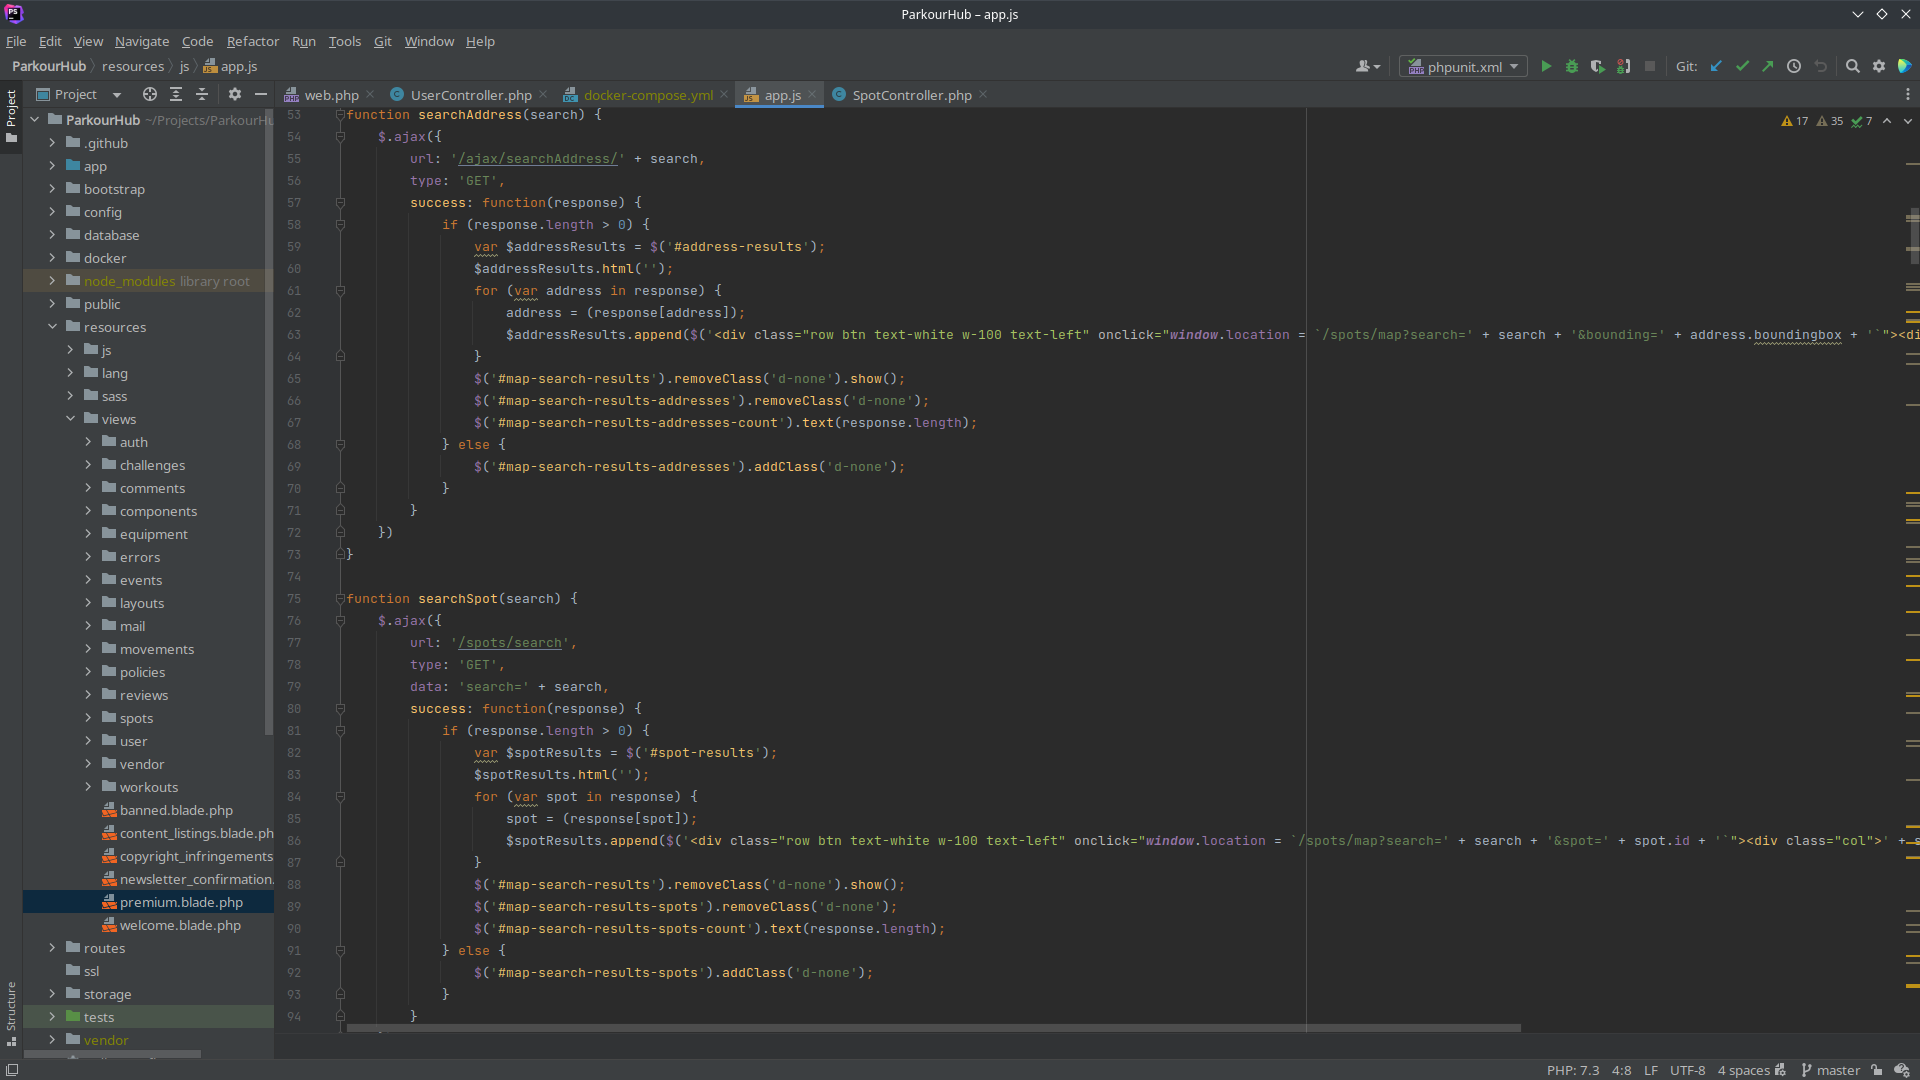 ParkourHub – app.js
File Edit View Navigate Code Refactor Run Tools Git Window Help
ParkourHub resources js app.js
phpunit.xml Git:
Project
web.php UserController.php docker-compose.yml app.js SpotController.php
Project
Structure
ParkourHub ~/Projects/ParkourHu
.github
app
bootstrap
config
database
docker
node_modules library root
public
resources
js
lang
sass
views
auth
challenges
comments
components
equipment
errors
events
layouts
mail
movements
policies
reviews
spots
user
vendor
workouts
banned.blade.php
content_listings.blade.ph
copyright_infringements
newsletter_confirmation.
premium.blade.php
welcome.blade.php
routes
ssl
storage
tests
vendor
17 35 7
53 function searchAddress(search) {
54 $.ajax({
55 url: '/ajax/searchAddress/' + search,
56 type: 'GET',
57 success: function(response) {
58 if (response.length > 0) {
59 var $addressResults = $('#address-results');
60 $addressResults.html('');
61 for (var address in response) {
62 address = (response[address]);
63 $addressResults.append($('<div class="row btn text-white w-100 text-left" onclick="window.location = `/spots/map?search=' + search + '&bounding=' + address.boundingbox + '`"><di
64 }
65 $('#map-search-results').removeClass('d-none').show();
66 $('#map-search-results-addresses').removeClass('d-none');
67 $('#map-search-results-addresses-count').text(response.length);
68 } else {
69 $('#map-search-results-addresses').addClass('d-none');
70 }
71 }
72 })
73 }
74
75 function searchSpot(search) {
76 $.ajax({
77 url: '/spots/search',
78 type: 'GET',
79 data: 'search=' + search,
80 success: function(response) {
81 if (response.length > 0) {
82 var $spotResults = $('#spot-results');
83 $spotResults.html('');
84 for (var spot in response) {
85 spot = (response[spot]);
86 $spotResults.append($('<div class="row btn text-white w-100 text-left" onclick="window.location = `/spots/map?search=' + search + '&spot=' + spot.id + '`"><div class="col">' + s
87 }
88 $('#map-search-results').removeClass('d-none').show();
89 $('#map-search-results-spots').removeClass('d-none');
90 $('#map-search-results-spots-count').text(response.length);
91 } else {
92 $('#map-search-results-spots').addClass('d-none');
93 }
94 }
PHP: 7.3 4:8 LF UTF-8 4 spaces master